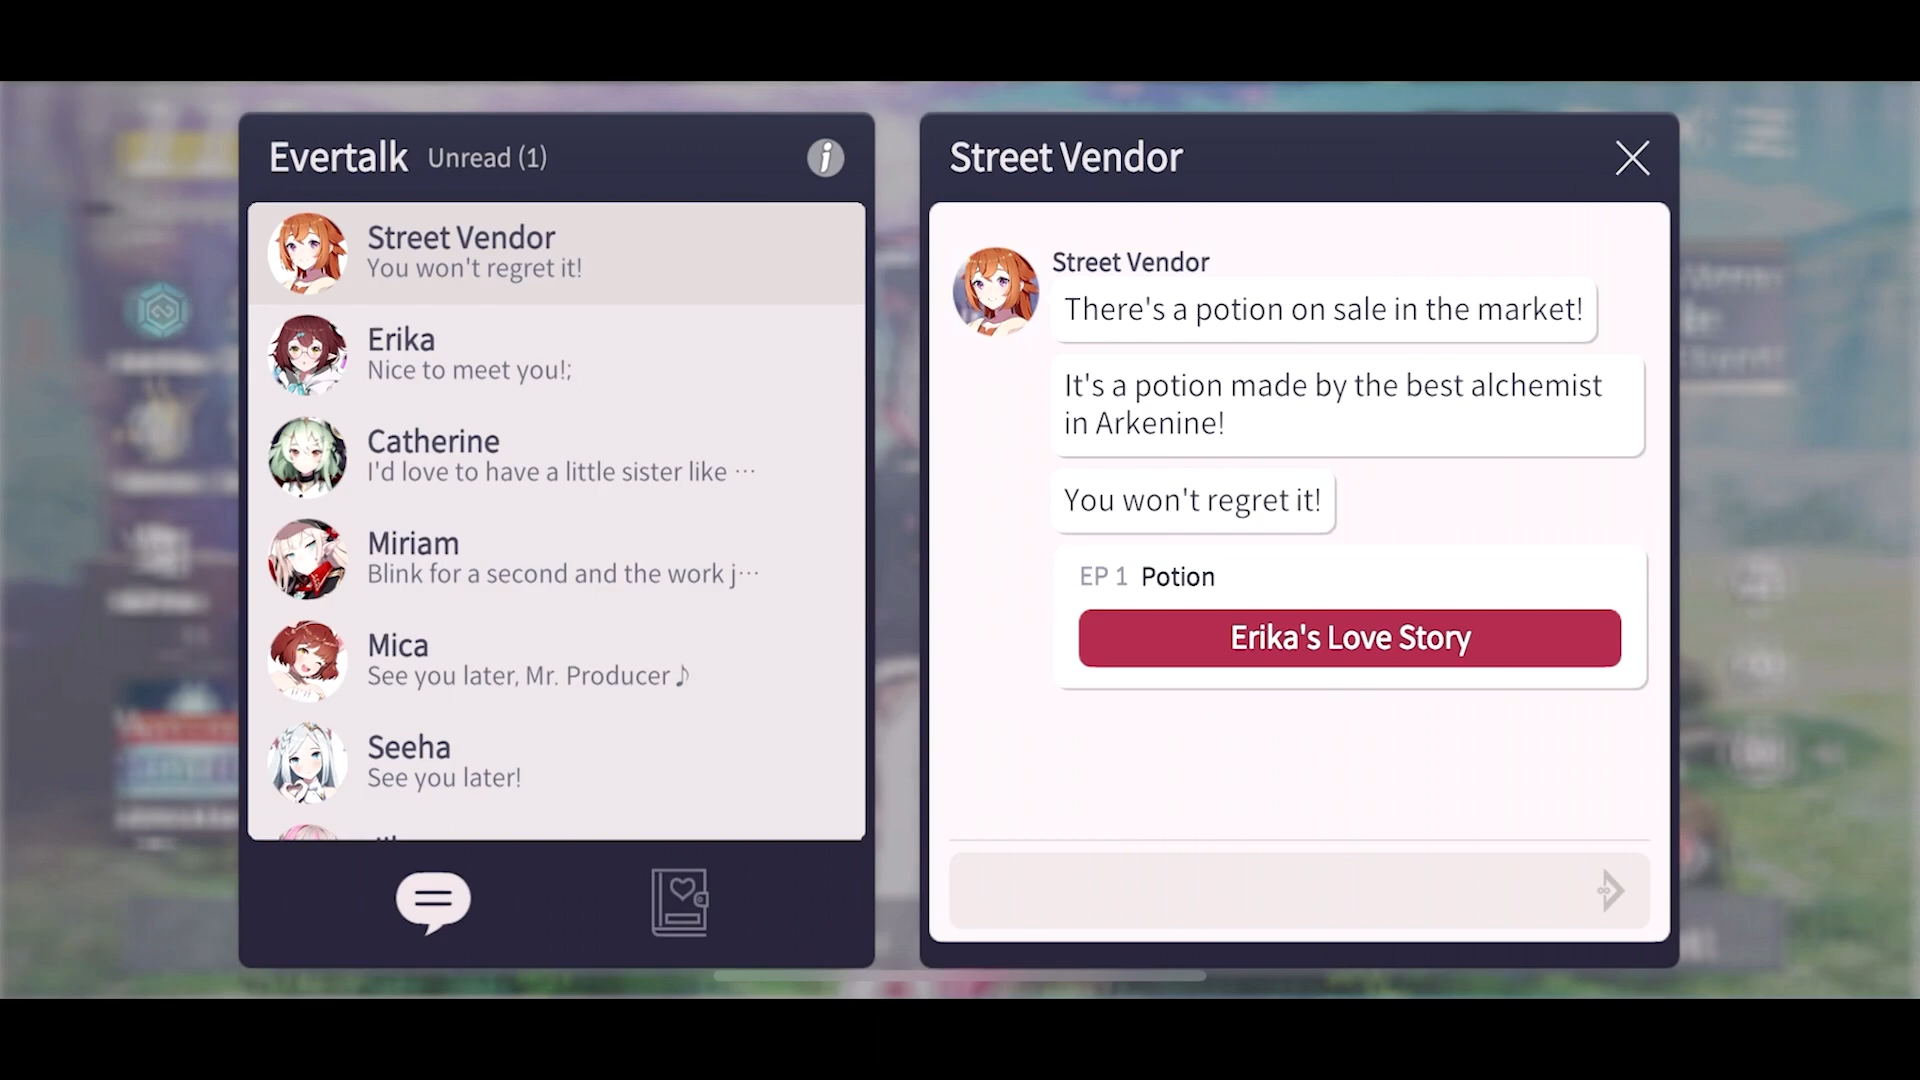 Evertalk Unread (1)
Street Vendor
You won't regret it!
Erika
Nice to meet you!;
Catherine
I'd love to have a little sister like ···
Miriam
Blink for a second and the work j···
Mica
See you later, Mr. Producer♪
Seeha
See you later!
Street Vendor
Street Vendor
There's a potion on sale in the market!
It's a potion made by the best alchemist
in Arkenine!
You won't regret it!
EP 1 Potion
Erika's Love Story